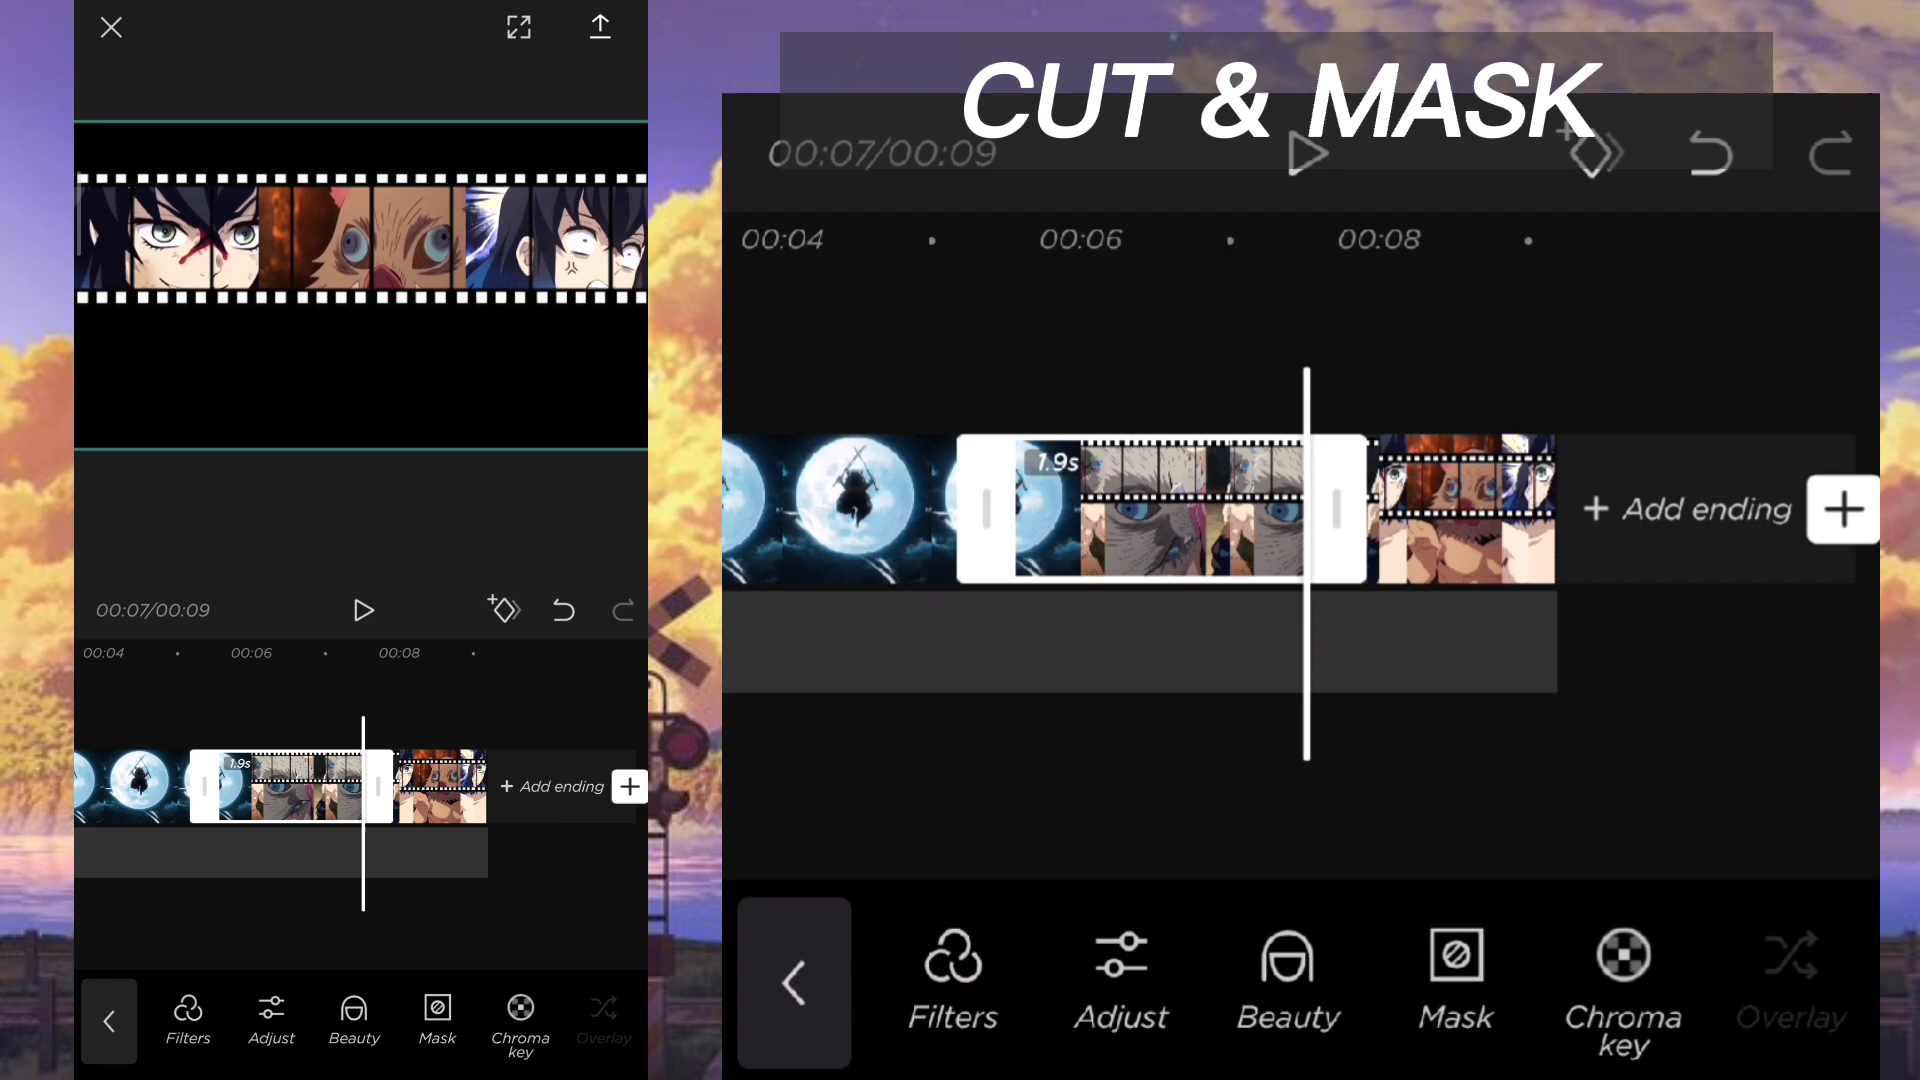 CUT & MASK
00:07/00:09
00:04 00:06 00:08
1.9s
+ Add ending
Filters Adjust Beauty Mask Chroma key Overlay
00:07/00:09
00:04 00:06 00:08
1.9s
+ Add ending
Filters Adjust Beauty Mask Chroma key Overlay